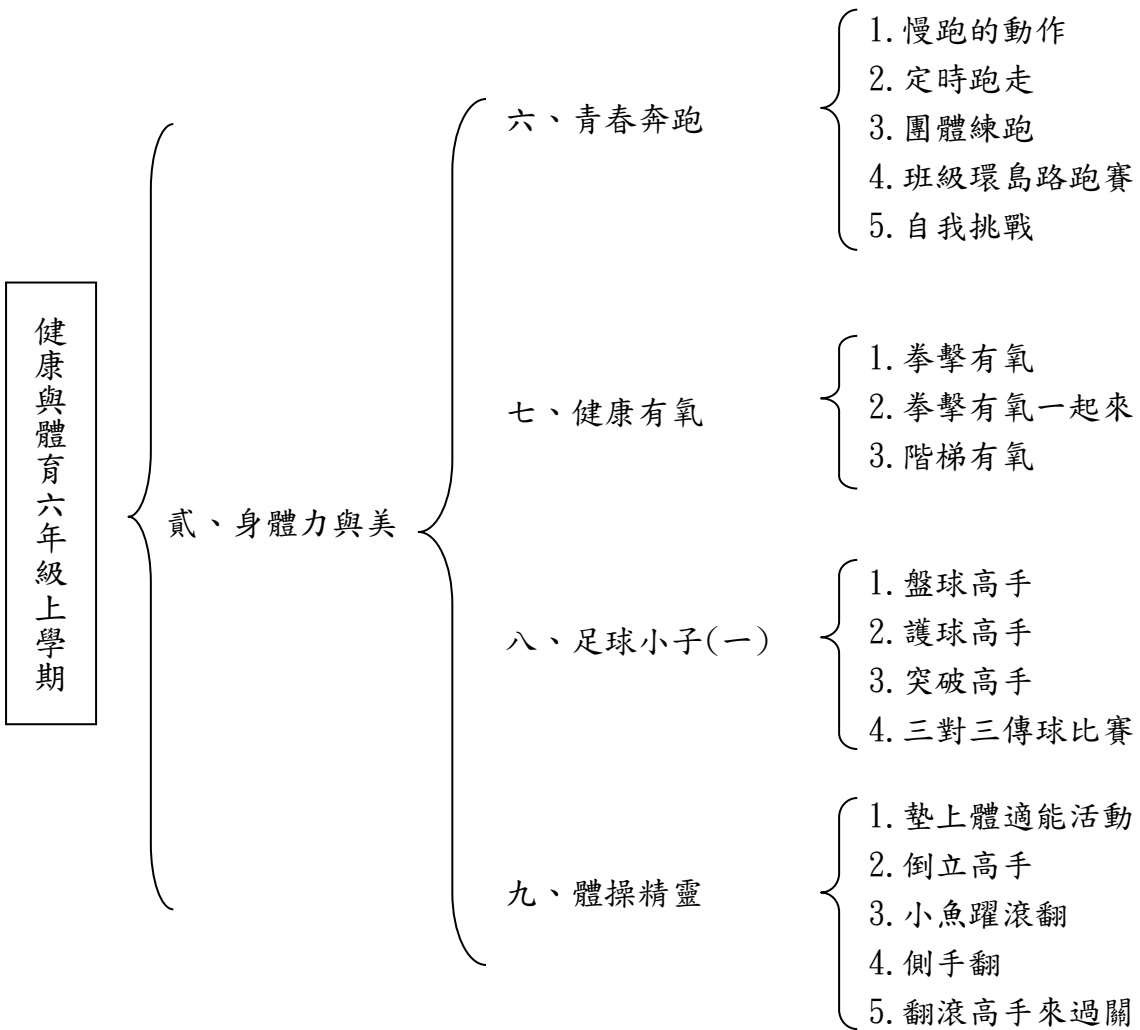 健康與體育六年級上學期
貳、身體力與美
六、青春奔跑
1.慢跑的動作
2.定時跑走
3.團體練跑
4.班級環島路跑賽
5.自我挑戰
七、健康有氧
1.拳擊有氧
2.拳擊有氧一起來
3.階梯有氧
八、足球小子(一)
1.盤球高手
2.護球高手
3.突破高手
4.三對三傳球比賽
九、體操精靈
1.墊上體適能活動
2.倒立高手
3.小魚躍滾翻
4.側手翻
5.翻滾高手來過關